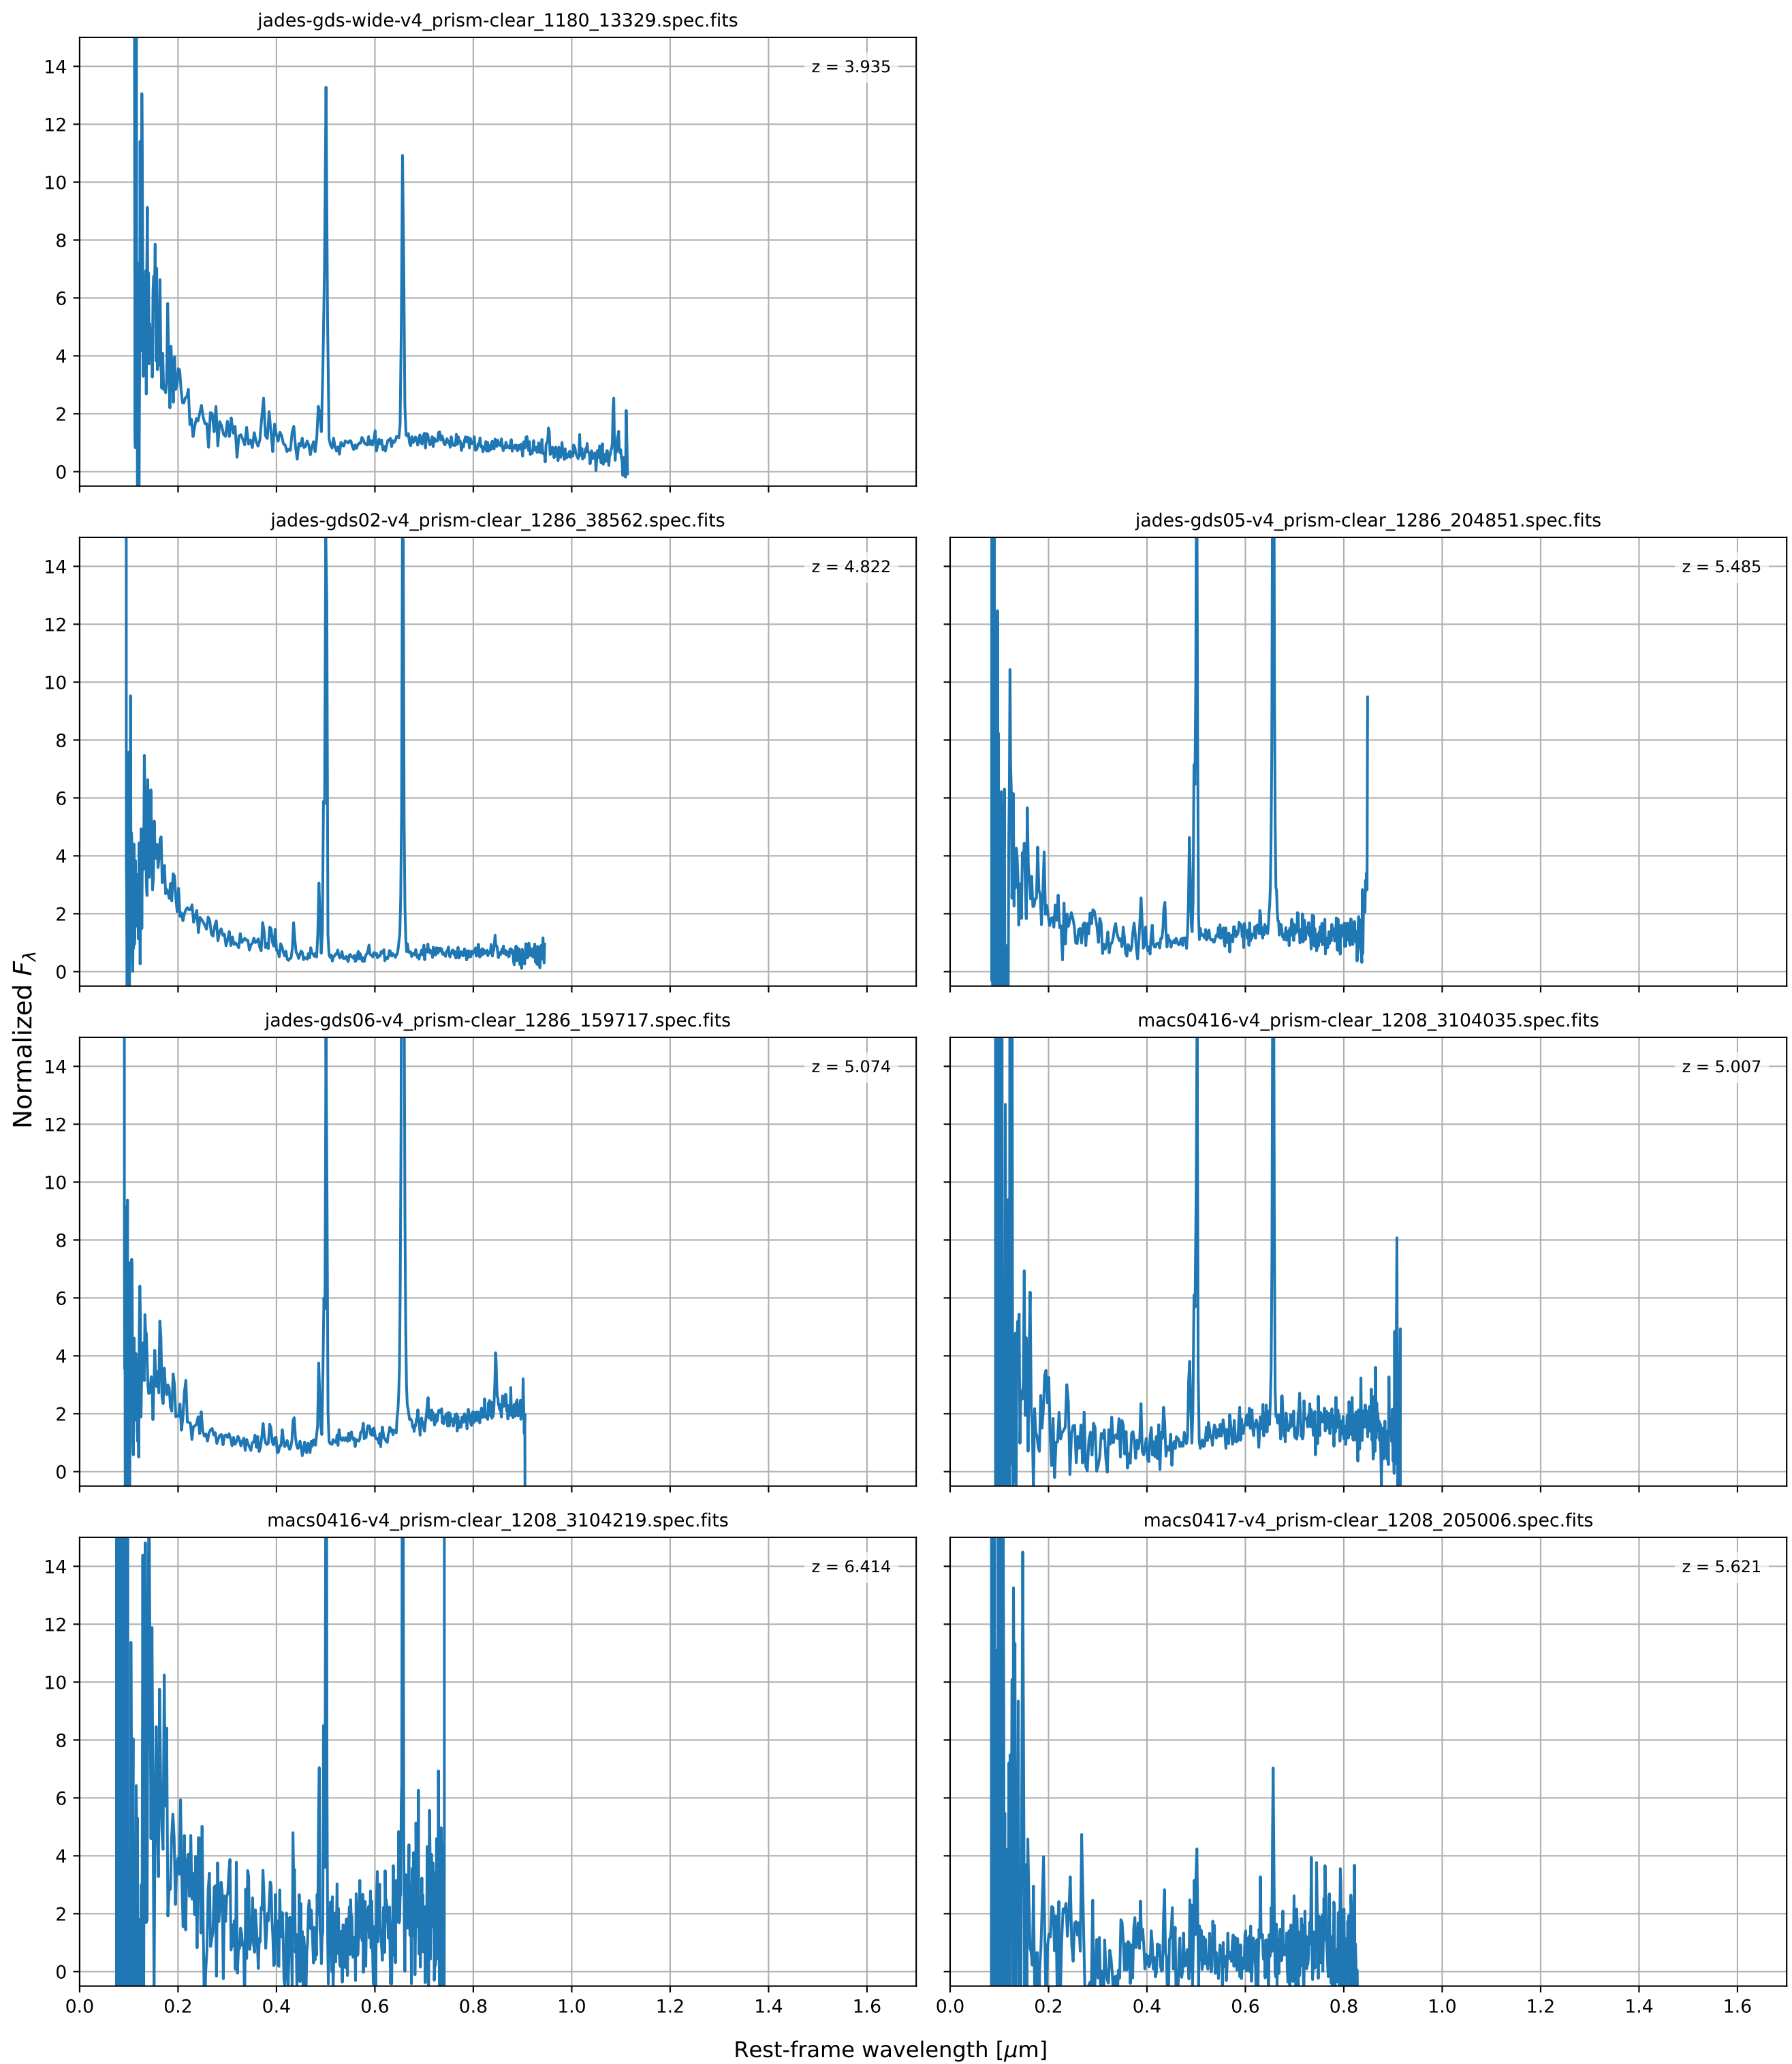 jades-gds-wide-v4_prism-clear_1180_13329.spec.fits
14
12
10
8
6
4
2
0
z = 3.935
jades-gds02-v4_prism-clear_1286_38562.spec.fits
14
12
10
8
6
4
2
0
z = 4.822
jades-gds05-v4_prism-clear_1286_204851.spec.fits
z = 5.485
Normalized Fλ
jades-gds06-v4_prism-clear_1286_159717.spec.fits
14
12
10
8
6
4
2
0
z = 5.074
macs0416-v4_prism-clear_1208_3104035.spec.fits
z = 5.007
macs0416-v4_prism-clear_1208_3104219.spec.fits
14
12
10
8
6
4
2
0
z = 6.414
0.0 0.2 0.4 0.6 0.8 1.0 1.2 1.4 1.6
macs0417-v4_prism-clear_1208_205006.spec.fits
z = 5.621
0.0 0.2 0.4 0.6 0.8 1.0 1.2 1.4 1.6
Rest-frame wavelength [μm]